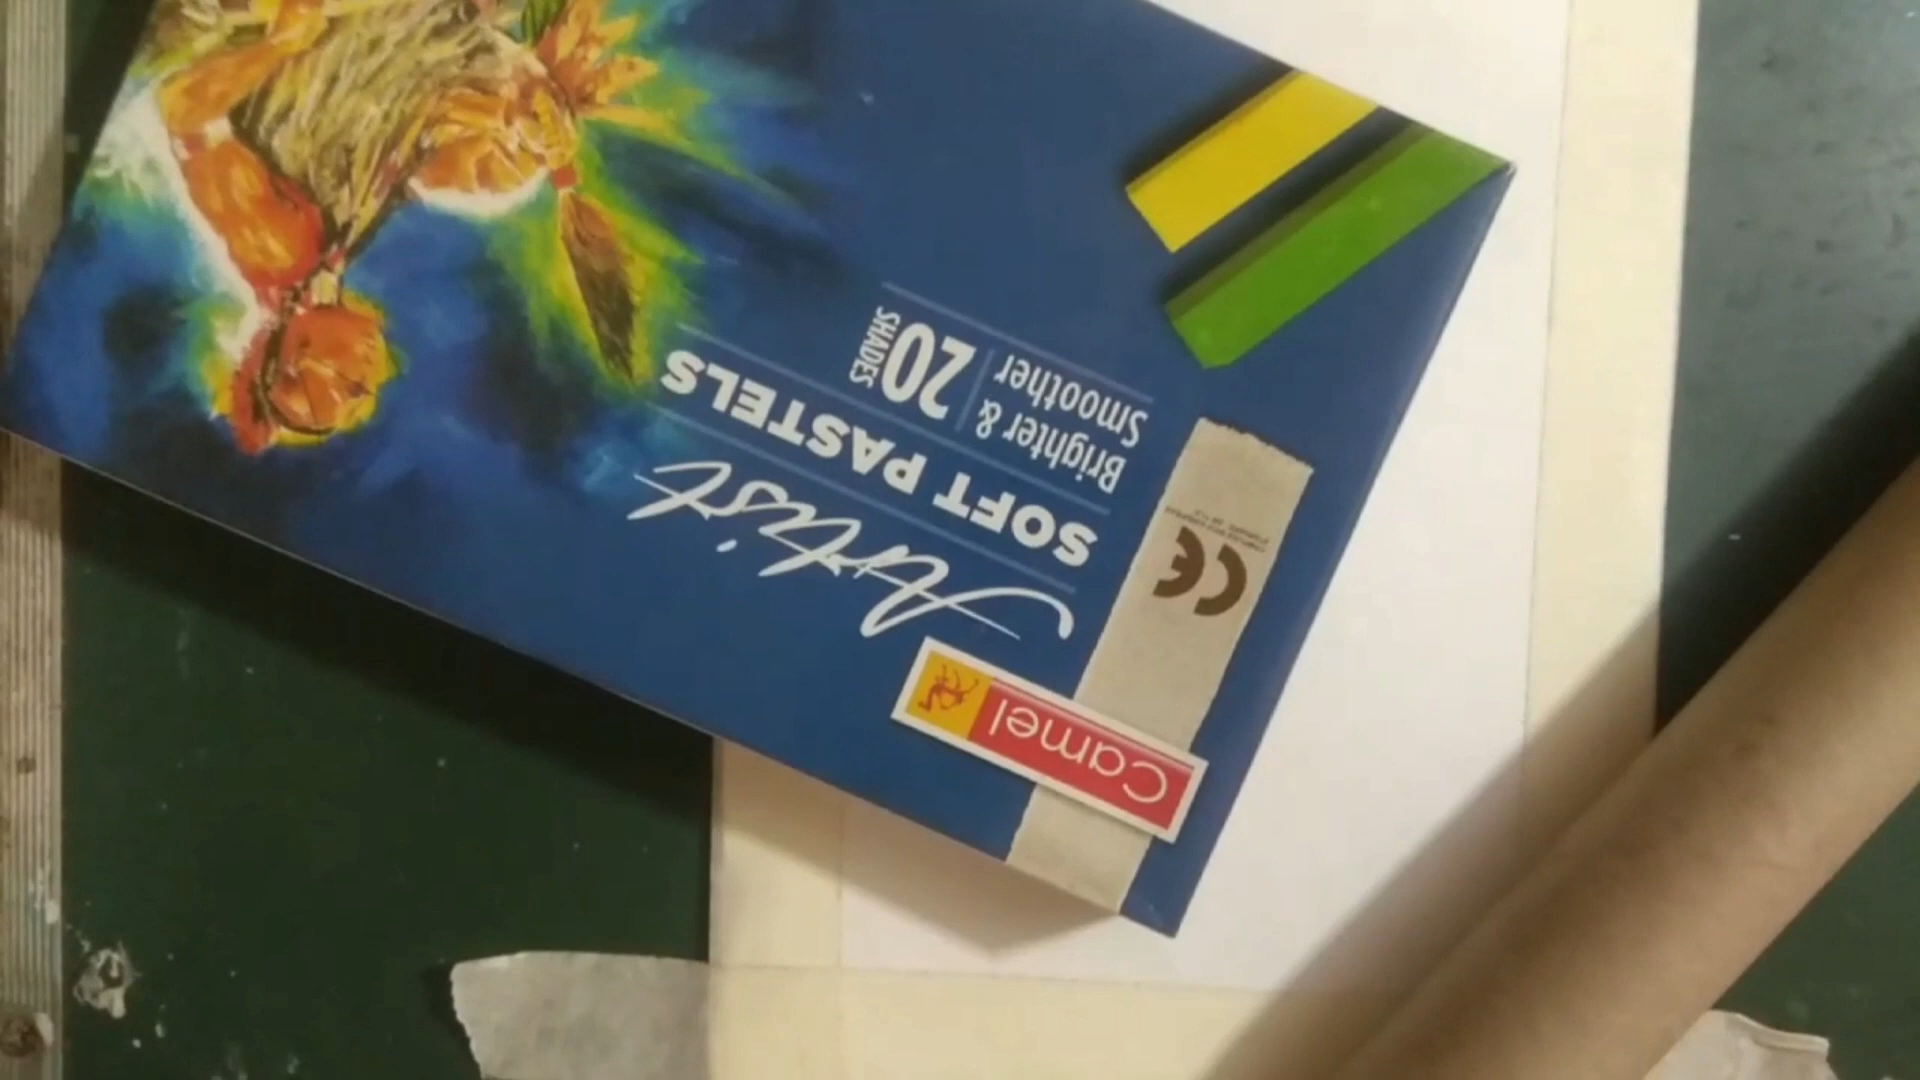 Camel
Artist
SOFT PASTELS
Brighter &
Smoother
20
SHADES
CE